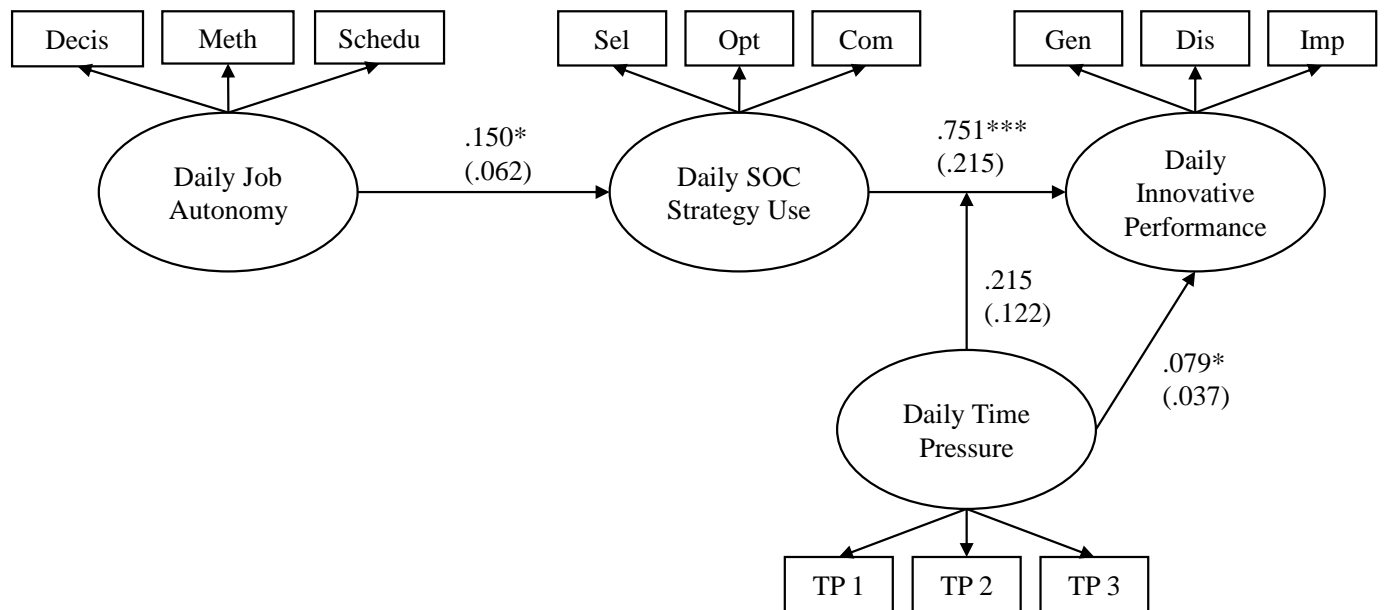 Decis
Meth
Schedu
Sel
Opt
Com
Gen
Dis
Imp
.150*
(.062)
.751***
(.215)
Daily Job
Autonomy
Daily SOC
Strategy Use
Daily
Innovative
Performance
.215
(.122)
.079*
(.037)
Daily Time
Pressure
TP 1
TP 2
TP 3